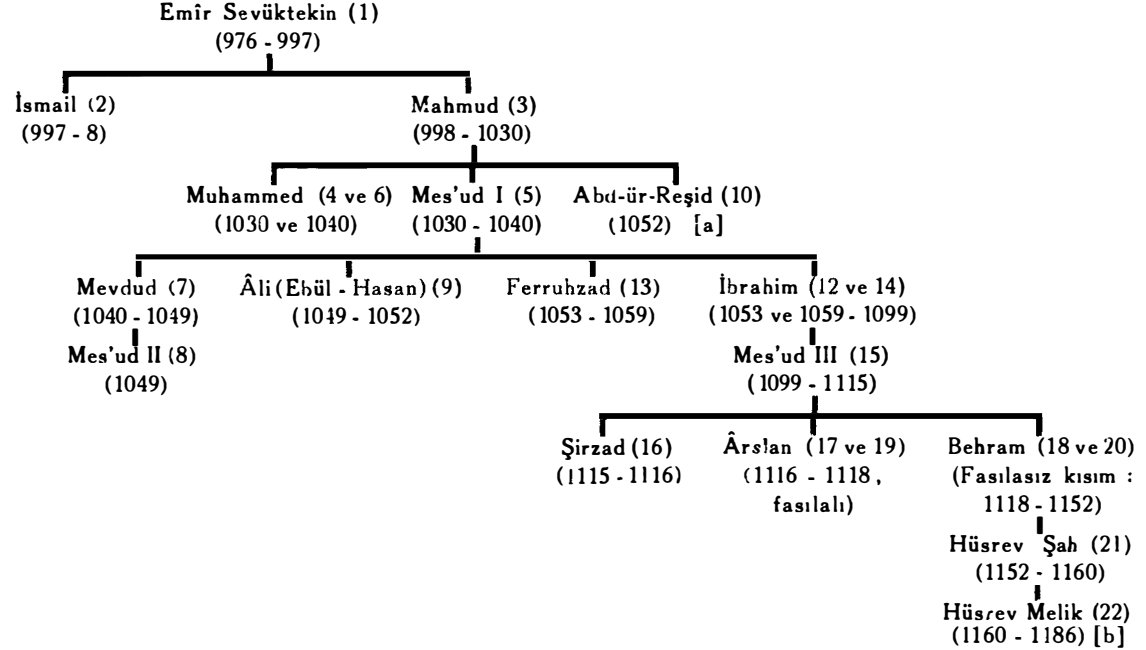 Emîr Sevüktekin (1)
(976 - 997)
İsmail (2)
(997 - 8)
Mahmud (3)
(998 - 1030)
Muhammed (4 ve 6)
(1030 ve 1040)
Mes'ud I (5)
(1030 - 1040)
Abd-ür-Reşid (10)
(1052) [a]
Mevdud (7)
(1040 - 1049)
Âli (Ebül - Hasan) (9)
(1049 - 1052)
Ferruhzad (13)
(1053 - 1059)
İbrahim (12 ve 14)
(1053 ve 1059 - 1099)
Mes'ud II (8)
(1049)
Mes'ud III (15)
(1099 - 1115)
Şirzad (16)
(1115 - 1116)
Ârslan (17 ve 19)
(1116 - 1118,
fasılalı)
Behram (18 ve 20)
(Fasılasız kısım :
1118 - 1152)
Hüsrev Şah (21)
(1152 - 1160)
Hüsrev Melik (22)
(1160 - 1186) [b]